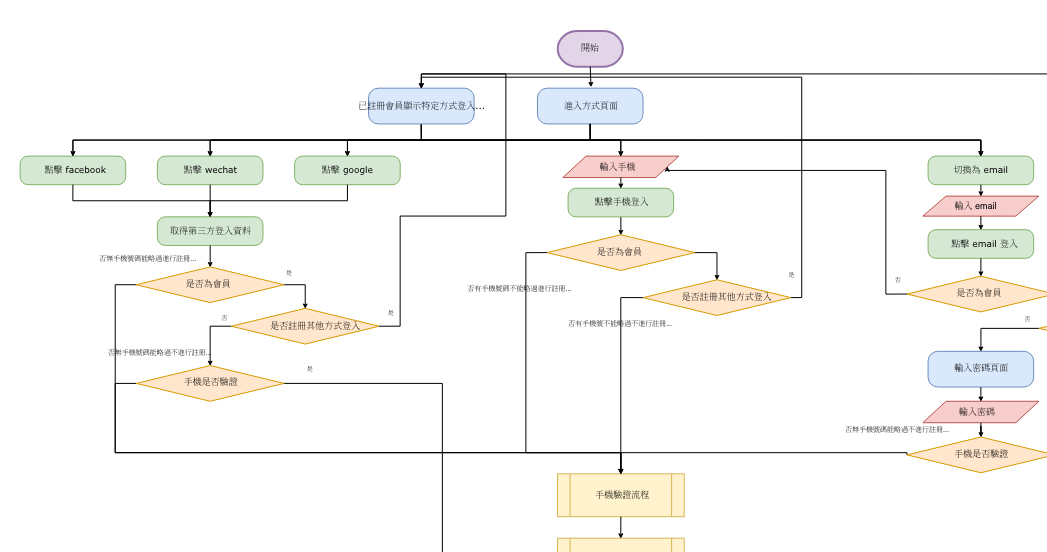 開始
已註冊會員顯示特定方式登入...
進入方式頁面
點擊 facebook
點擊 wechat
點擊 google
輸入手機
切換為 email
點擊手機登入
輸入 email
取得第三方登入資料
點擊 email 登入
否無手機號碼能略過進行註冊...
是否為會員
是
是否為會員
是
否有手機號碼不能略過進行註冊...
是否註冊其他方式登入
是否為會員
否
否
是否註冊其他方式登入
是
否有手機號不能略過不進行註冊...
否
否無手機號碼能略過不進行註冊...
輸入密碼頁面
手機是否驗證
是
輸入密碼
否無手機號碼能略過不進行註冊...
手機是否驗證
手機驗證流程